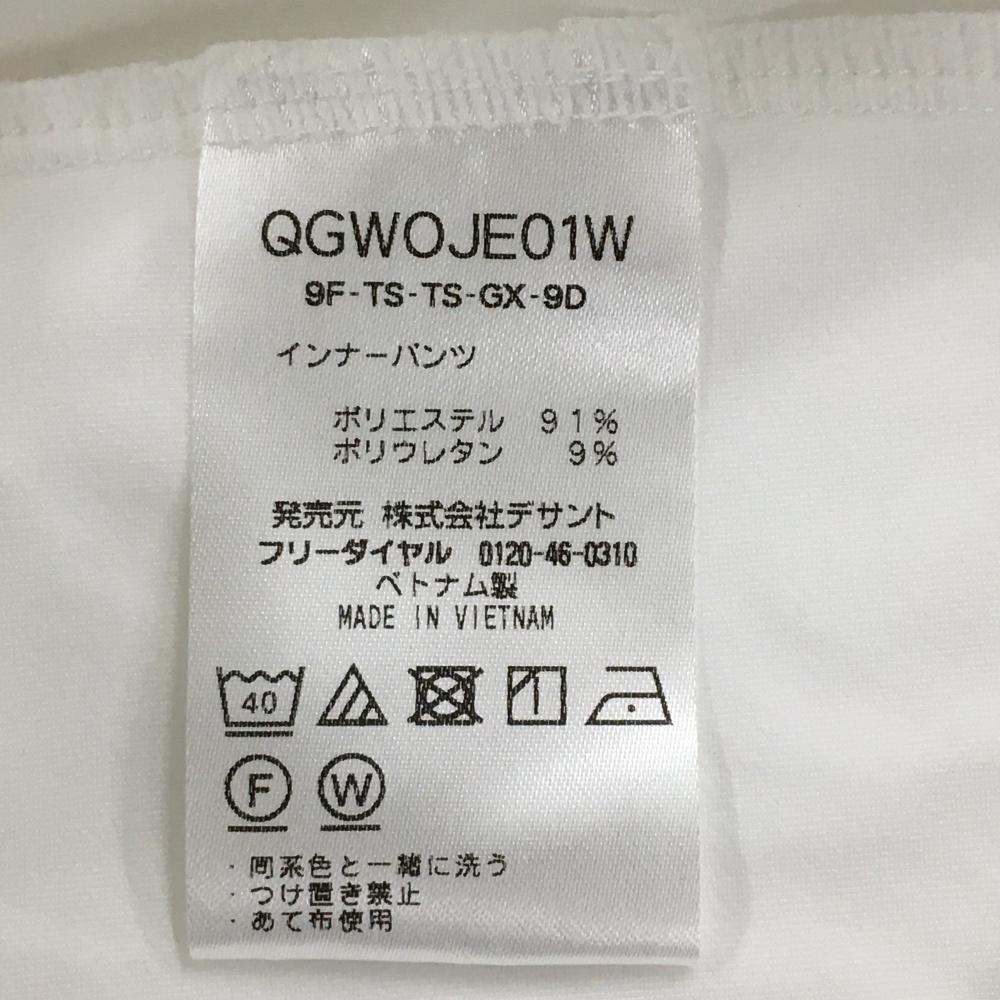 QGWOJE01W
9F-TS-TS-GX-9D
インナーパンツ
ポリエステル 91%
ポリウレタン 9%
発売元 株式会社デサント
フリーダイヤル 0120-46-0310
ベトナム製
MADE IN VIETNAM
40
F W
・同系色と一緒に洗う
・つけ置き禁止
・あて布使用